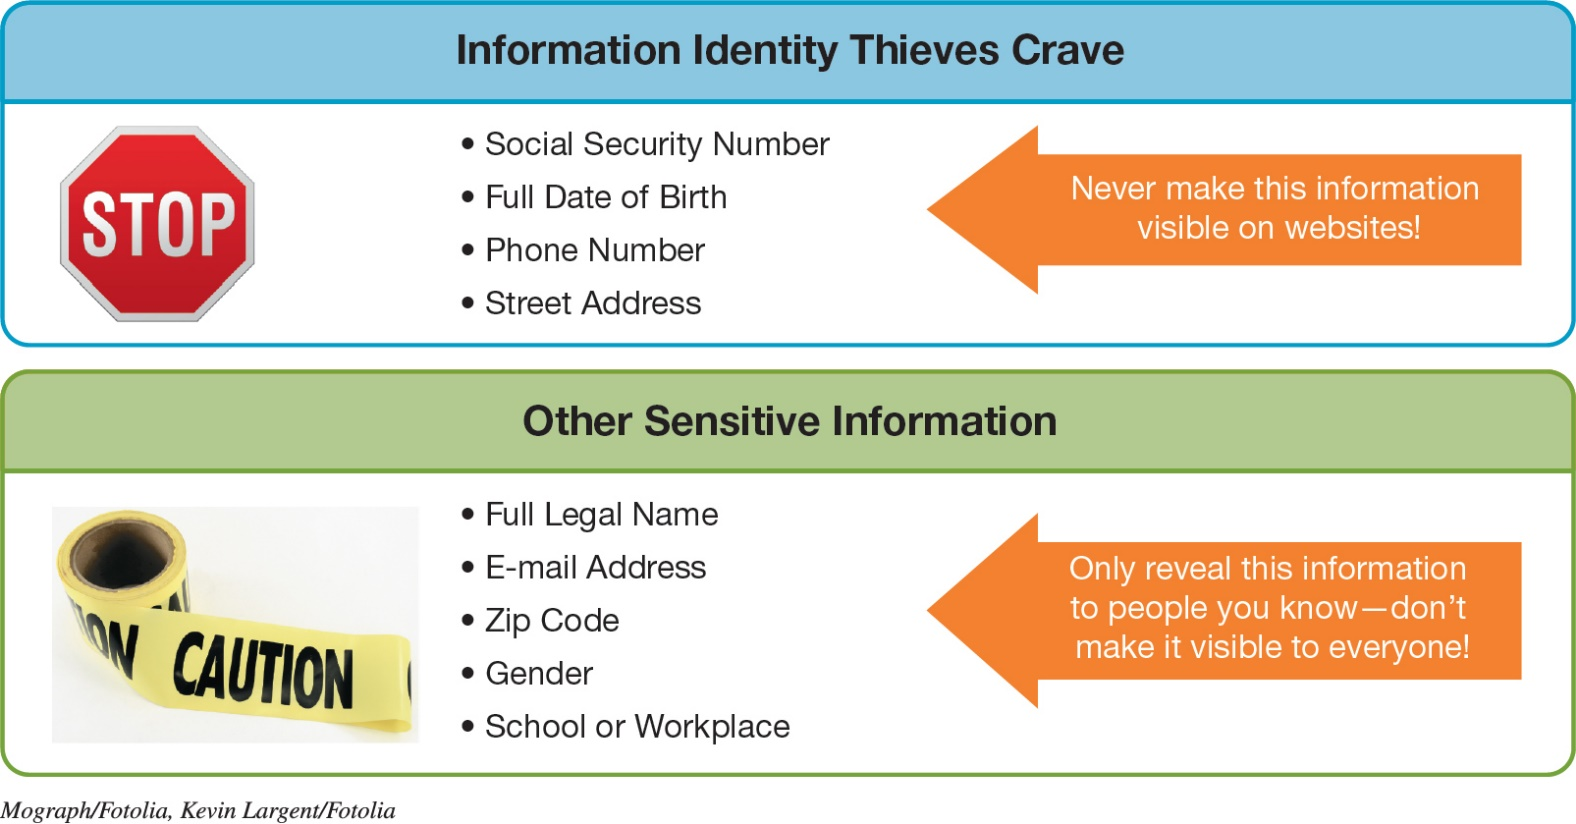 Information Identity Thieves Crave
STOP
• Social Security Number
• Full Date of Birth
• Phone Number
• Street Address
Never make this information
visible on websites!
Other Sensitive Information
ON
CAUTION
• Full Legal Name
• E-mail Address
• Zip Code
• Gender
• School or Workplace
Only reveal this information
to people you know—don’t
make it visible to everyone!
Mograph/Fotolia, Kevin Largent/Fotolia